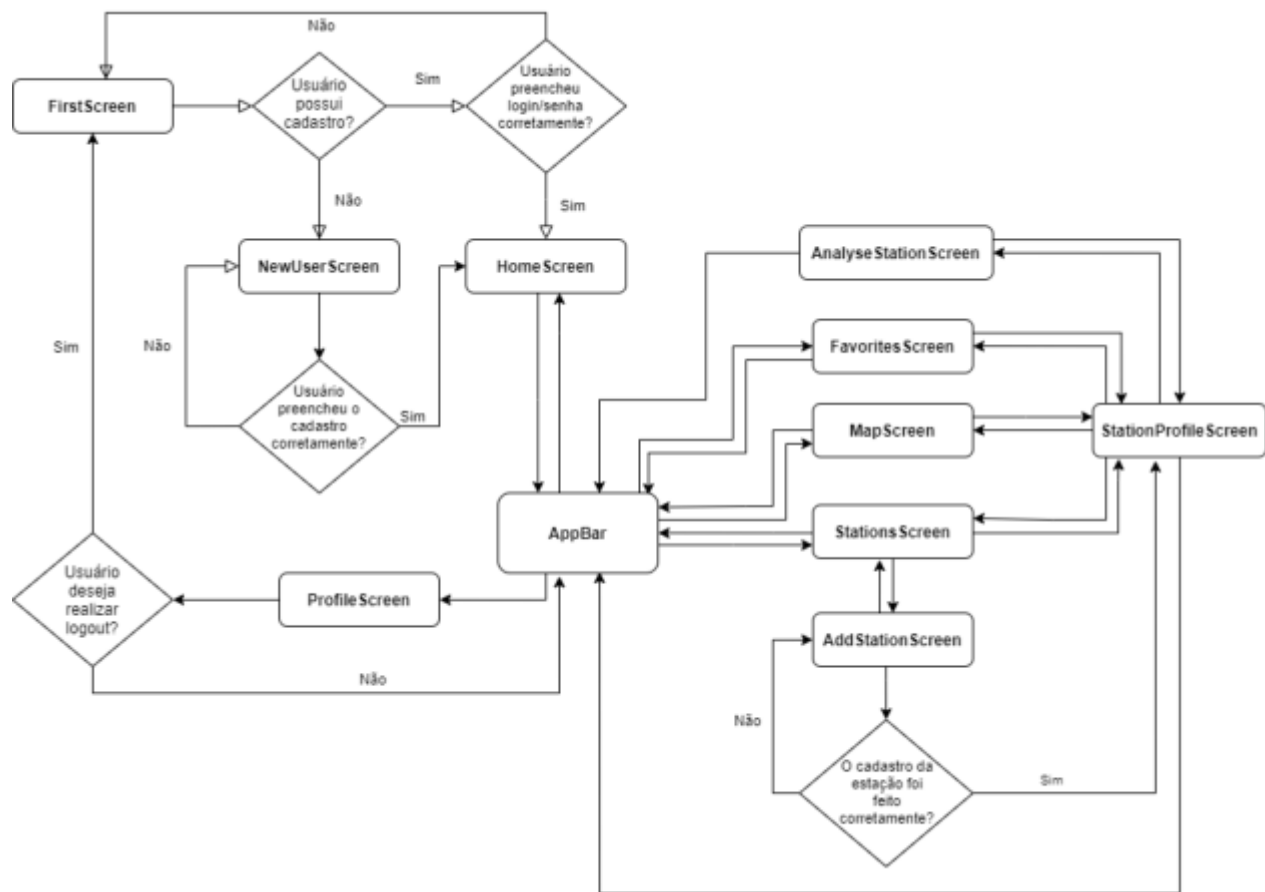 Não
FirstScreen
Usuário
possui
cadastro?
Sim
Usuário
preencheu
login/senha
corretamente?
Não
Sim
NewUserScreen
HomeScreen
AnalyseStationScreen
Sim
Não
Usuário
preencheu o
cadastro
corretamente?
Sim
FavoritesScreen
MapScreen
StationProfileScreen
AppBar
StationsScreen
Usuário
deseja
realizar
logout?
ProfileScreen
AddStationScreen
Não
Não
O cadastro da
estação foi
feito
corretamente?
Sim